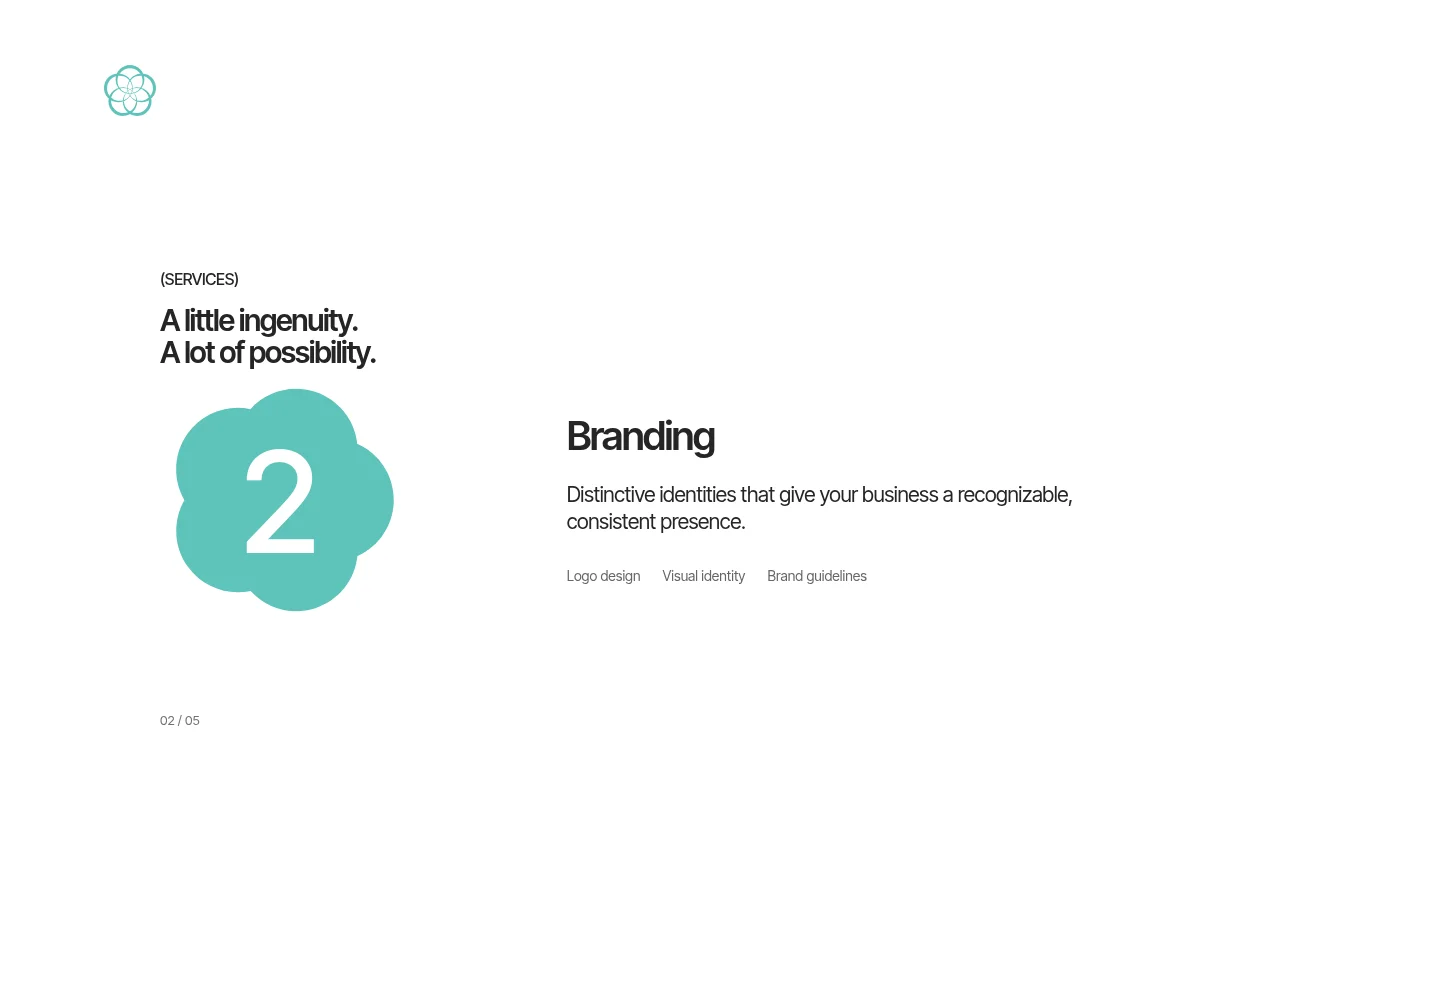 (SERVICES)
A little ingenuity.
A lot of possibility.
2
Branding
Distinctive identities that give your business a recognizable,
consistent presence.
Logo design Visual identity Brand guidelines
02 / 05